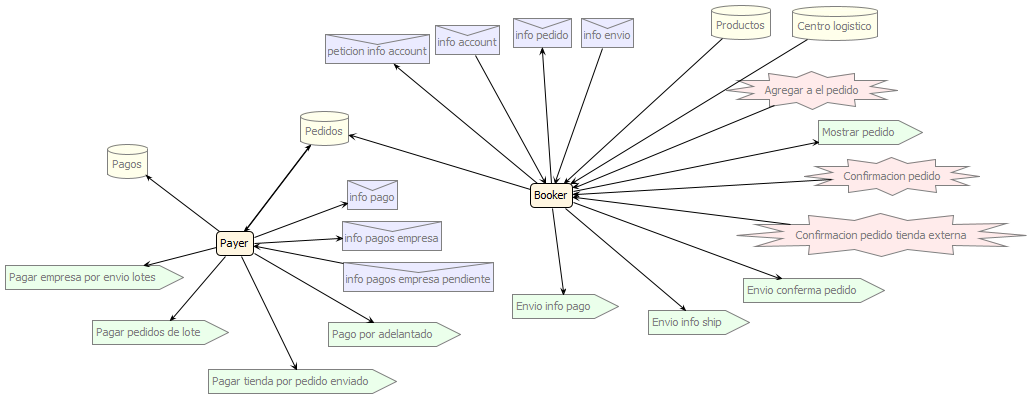 Productos
Centro logistico
info pedido
info envio
info account
peticion info account
Agregar a el pedido
Pedidos
Mostrar pedido
Pagos
Confirmacion pedido
info pago
Booker
info pagos empresa
Confirmacion pedido tienda externa
Payer
Pagar empresa por envio lotes
info pagos empresa pendiente
Envio conferma pedido
Envio info pago
Envio info ship
Pagar pedidos de lote
Pago por adelantado
Pagar tienda por pedido enviado